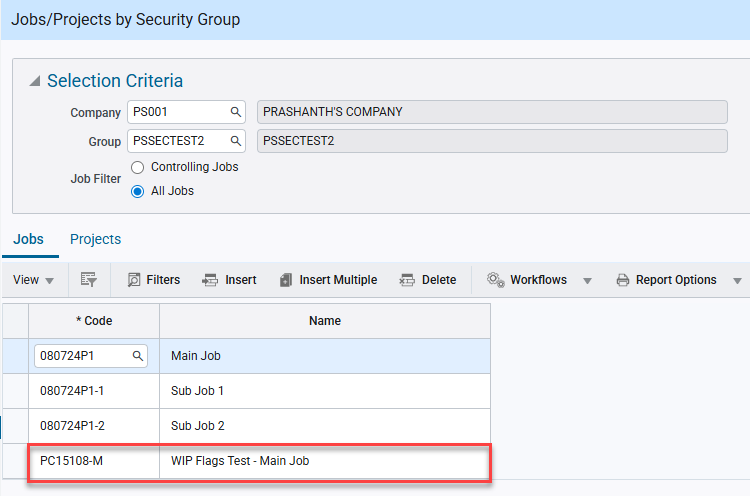 Jobs/Projects by Security Group
Selection Criteria
Company PS001 PRASHANTH'S COMPANY
Group PSSECTEST2 PSSECTEST2
Job Filter
Controlling Jobs
All Jobs
Jobs Projects
View Filters Insert Insert Multiple Delete Workflows Report Options
* Code Name
080724P1 Main Job
080724P1-1 Sub Job 1
080724P1-2 Sub Job 2
PC15108-M WIP Flags Test - Main Job